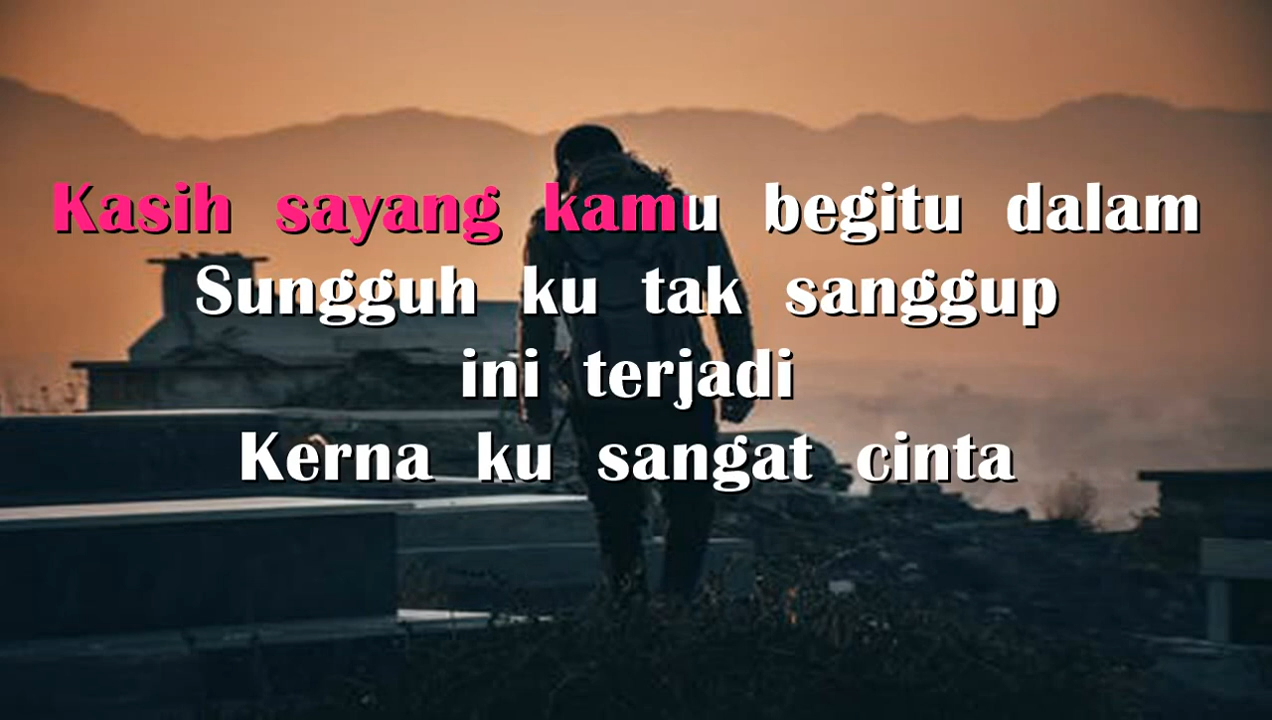 Kasih sayang kamu begitu dalam
Sungguh ku tak sanggup
ini terjadi
Kerna ku sangat cinta